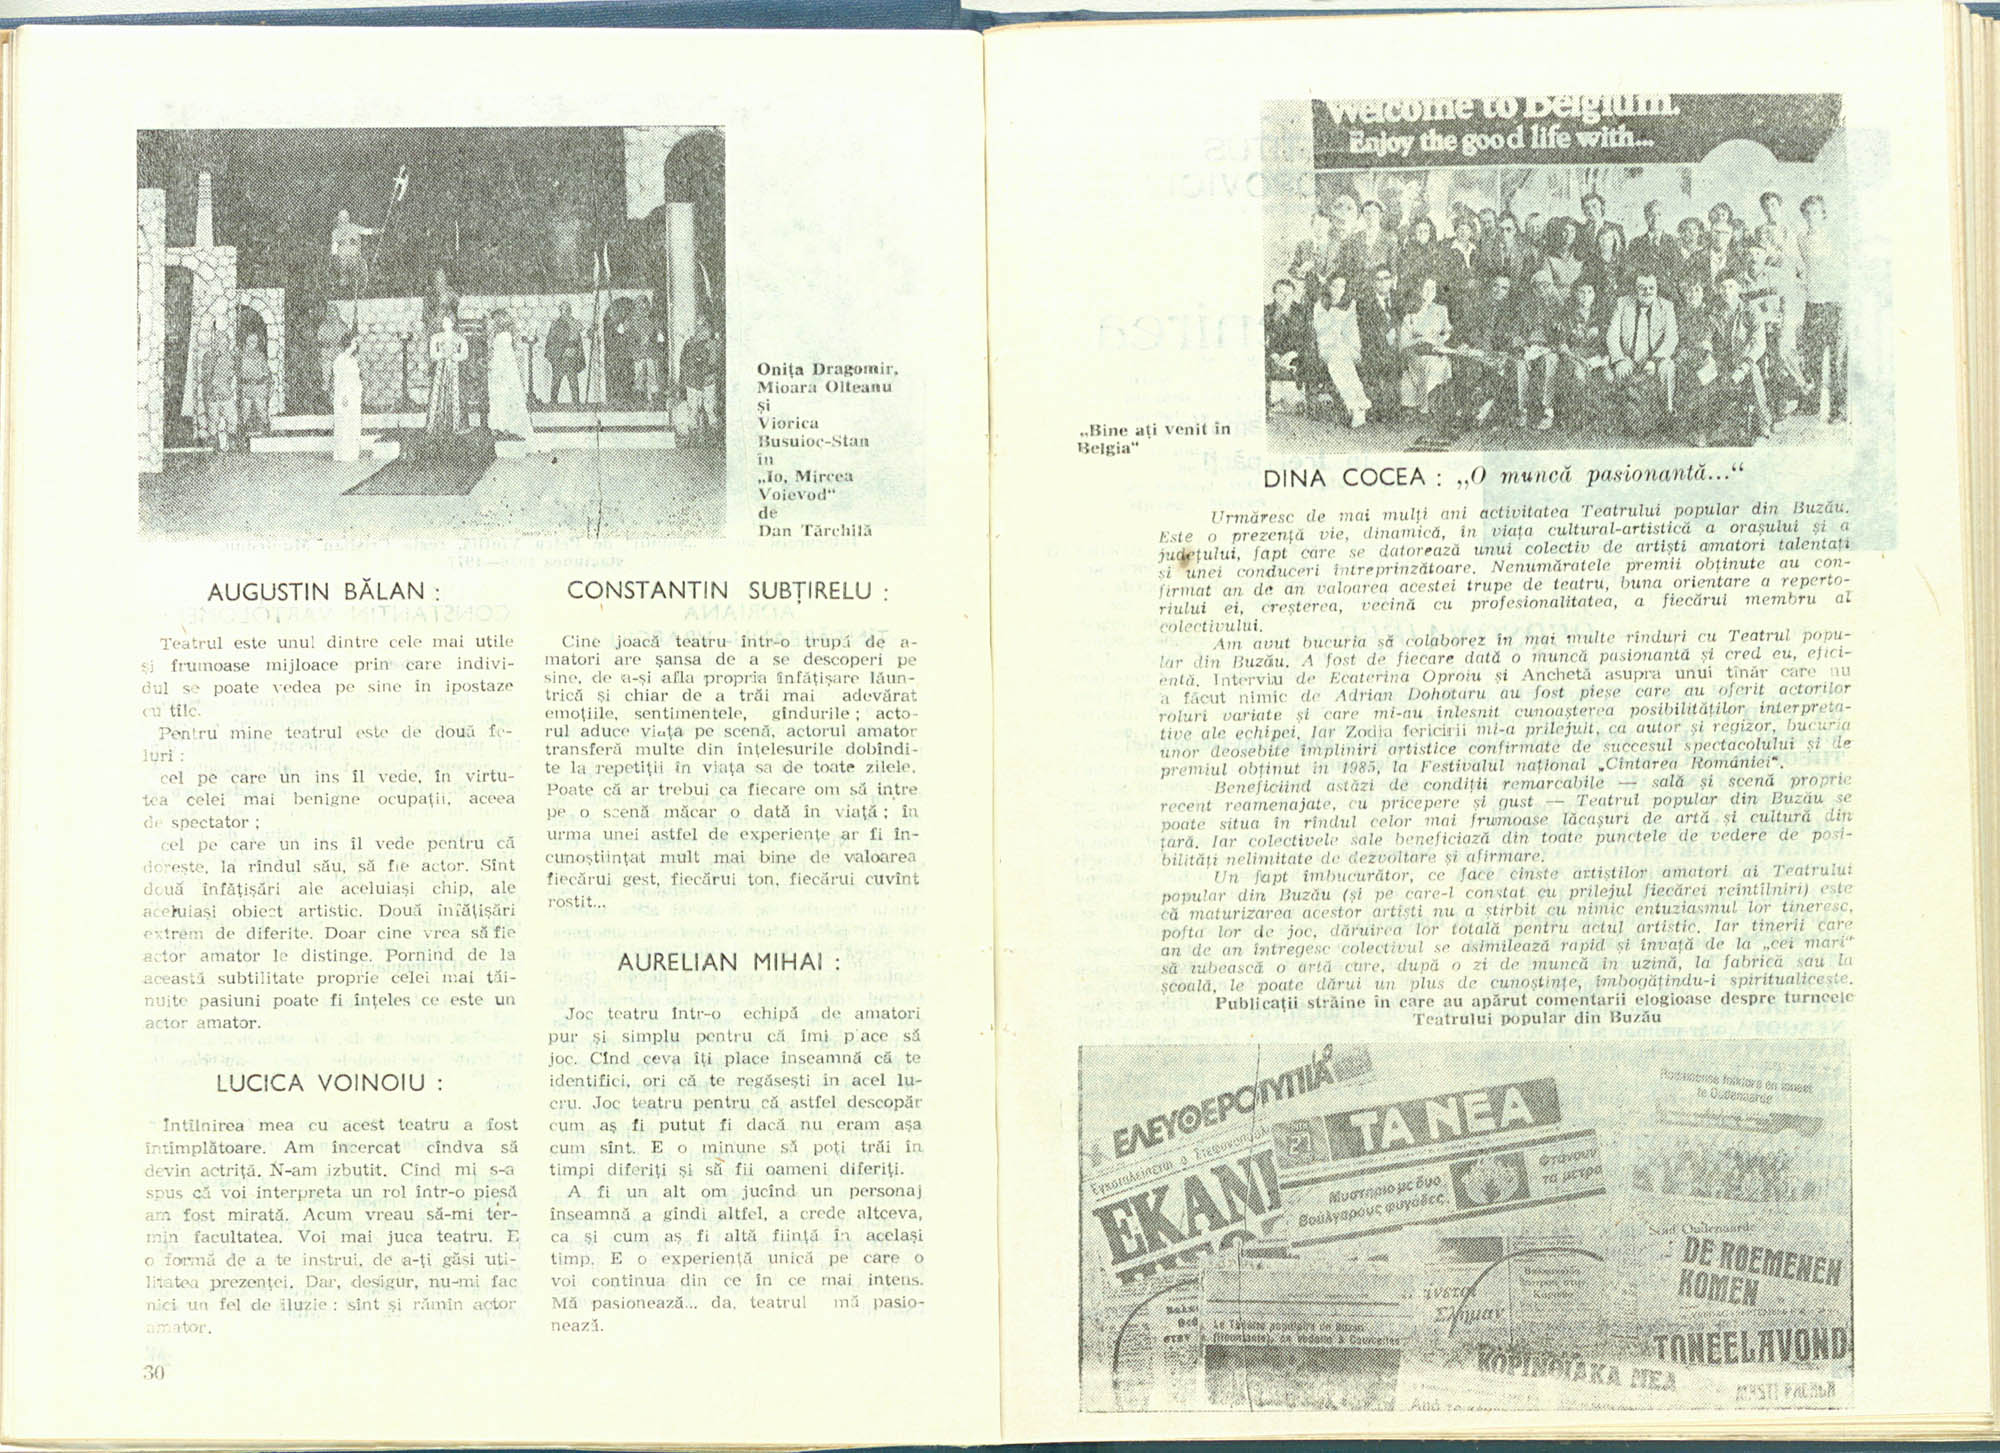 Onița Dragomir,
Mioara Olteanu
și
Viorica
Busuioc-Stan
în
„Io, Mircea
Voievod"
de
Dan Tărchilă
AUGUSTIN BĂLAN :
Teatrul este unul dintre cele mai utile
și frumoase mijloace prin care indivi-
dul se poate vedea pe sine în ipostaze
cu tîlc.
Pentru mine teatrul este de două fe-
luri :
cel pe care un ins îl vede, în virtu-
tea celei mai benigne ocupații, aceea
de spectator ;
cel pe care un ins îl vede pentru că
dorește, la rîndul său, să fie actor. Sînt
două înfățișări ale aceluiași chip, ale
aceluiași obiect artistic. Două înfățișări
extrem de diferite. Doar cine vrea să fie
actor amator le distinge. Pornind de la
această subtilitate proprie celei mai tăi-
nuite pasiuni poate fi înțeles ce este un
actor amator.
LUCICA VOINOIU :
Întîlnirea mea cu acest teatru a fost
întîmplătoare. Am încercat cîndva să
devin actriță. N-am izbutit. Cînd mi s-a
spus că voi interpreta un rol într-o piesă
am fost mirată. Acum vreau să-mi ter-
min facultatea. Voi mai juca teatru. E
o formă de a te instrui, de a-ți găsi uti-
litatea prezenței. Dar, desigur, nu-mi fac
nici un fel de iluzie : sînt și rămîn actor
amator.
30
CONSTANTIN SUBȚIRELU :
Cine joacă teatru într-o trupă de a-
matori are șansa de a se descoperi pe
sine, de a-și afla propria înfățișare lăun-
trică și chiar de a trăi mai adevărat
emoțiile, sentimentele, gîndurile ; acto-
rul aduce viața pe scenă, actorul amator
transferă multe din înțelesurile dobîndi-
te la repetiții în viața sa de toate zilele.
Poate că ar trebui ca fiecare om să intre
pe o scenă măcar o dată în viață ; în
urma unei astfel de experiențe ar fi în-
cunoștiințat mult mai bine de valoarea
fiecărui gest, fiecărui ton, fiecărui cuvînt
rostit...
AURELIAN MIHAI :
Joc teatru într-o echipă de amatori
pur și simplu pentru că îmi place să
joc. Cînd ceva îți place înseamnă că te
identifici, ori că te regăsești in acel lu-
cru. Joc teatru pentru că astfel descopăr
cum aș fi putut fi dacă nu eram așa
cum sînt. E o minune să poți trăi în
timpi diferiți și să fii oameni diferiți.
A fi un alt om jucînd un personaj
înseamnă a gîndi altfel, a crede altceva,
ca și cum aș fi altă ființă în același
timp. E o experiență unică pe care o
voi continua din ce în ce mai intens.
Mă pasionează... da, teatrul mă pasio-
nează.
Welcome to Belgium.
Enjoy the good life with...
„Bine ați venit în
Belgia"
DINA COCEA : „O muncă pasionantă..."
Urmăresc de mai mulți ani activitatea Teatrului popular din Buzău.
Este o prezență vie, dinamică, în viața cultural-artistică a orașului și a
județului, fapt care se datorează unui colectiv de artiști amatori talentați
și unei conduceri întreprinzătoare. Nenumăratele premii obținute au con-
firmat an de an valoarea acestei trupe de teatru, buna orientare a reperto-
riului ei, creșterea, vecină cu profesionalitatea, a fiecărui membru al
colectivului.
Am avut bucuria să colaborez în mai multe rînduri cu Teatrul popu-
lar din Buzău. A fost de fiecare dată o muncă pasionantă și cred eu, efici-
entă. Interviu de Ecaterina Oproiu și Anchetă asupra unui tînăr care nu
a făcut nimic de Adrian Dohotaru au fost piese care au oferit actorilor
roluri variate și care mi-au înlesnit cunoașterea posibilităților interpreta-
tive ale echipei. Iar Zodia fericirii mi-a prilejuit, ca autor și regizor, bucuria
unor deosebite împliniri artistice confirmate de succesul spectacolului și de
premiul obținut în 1985, la Festivalul național „Cîntarea României".
Beneficiind astăzi de condiții remarcabile — sală și scenă proprie
recent reamenajate, cu pricepere și gust — Teatrul popular din Buzău se
poate situa în rîndul celor mai frumoase lăcașuri de artă și cultură din
țară. Iar colectivele sale beneficiază din toate punctele de vedere de posi-
bilități nelimitate de dezvoltare și afirmare.
Un fapt îmbucurător, ce face cinste artiștilor amatori ai Teatrului
popular din Buzău (și pe care-l constat cu prilejul fiecărei reîntîlniri) este
că maturizarea acestor artiști nu a știrbit cu nimic entuziasmul lor tineresc,
pofta lor de joc, dăruirea lor totală pentru actul artistic. Iar tinerii care
an de an întregesc colectivul se asimilează rapid și învață de la „cei mari"
să iubească o artă care, după o zi de muncă în uzină, la fabrică sau la
școală, le poate dărui un plus de cunoștințe, îmbogățindu-i spiritualicește.
Publicații străine în care au apărut comentarii elogioase despre turneele
Teatrului popular din Buzău
ΕΛΕΥΘΕΡΟΤΥΠΙΑ
ΤΑ ΝΕΑ
21
Roemeense folklore en toneel
te Oudenaarde
Εγκαταλείπεται ο Στεφανοπουλ
ΕΚΑΝ
Μυστήριο με δυο
Βούλγαρους φυγάδες
Φτάνουν
τα μέτρα
Stad Oudenaarde
DE ROEMENEN
KOMEN
Σλήμαν
Le Théâtre populaire de Buzau
(Roumanie), en vedette à Courcelles
TONEELAVOND
ΚΟΡΙΝΘΙΑΚΑ ΝΕΑ